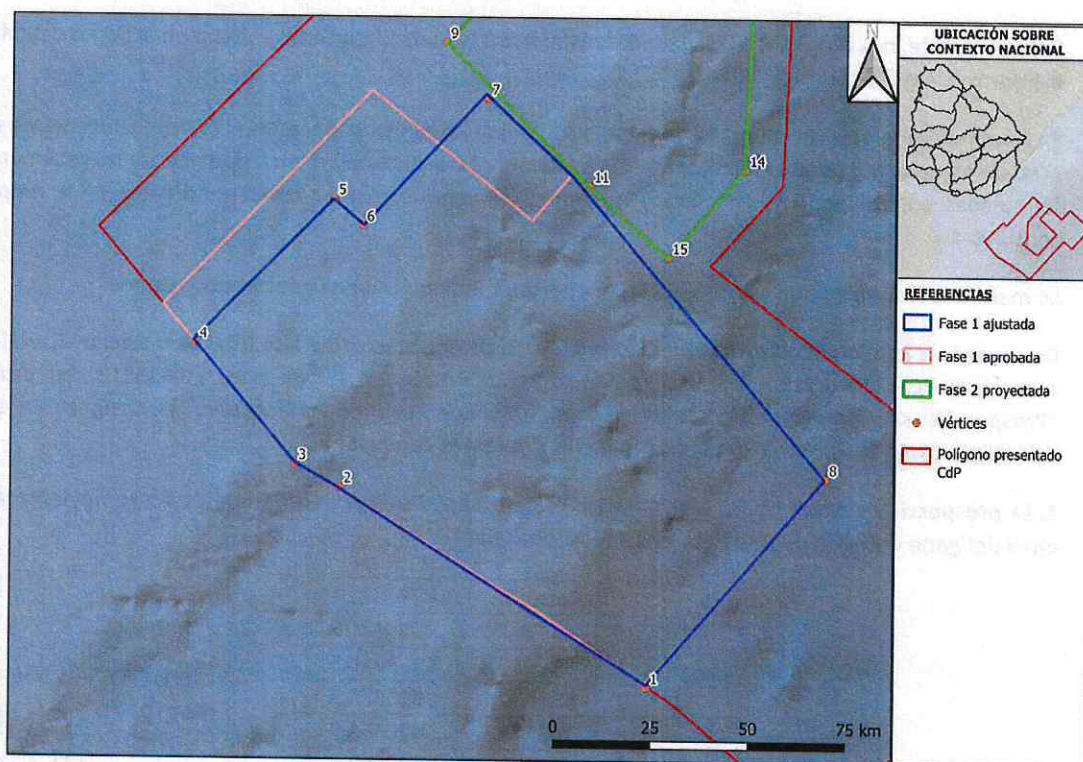 9
7
5
6
11
14
15
4
3
2
8
1
0 25 50 75 km
N
UBICACIÓN SOBRE
CONTEXTO NACIONAL
REFERENCIAS
Fase 1 ajustada
Fase 1 aprobada
Fase 2 proyectada
Vértices
Polígono presentado
CdP